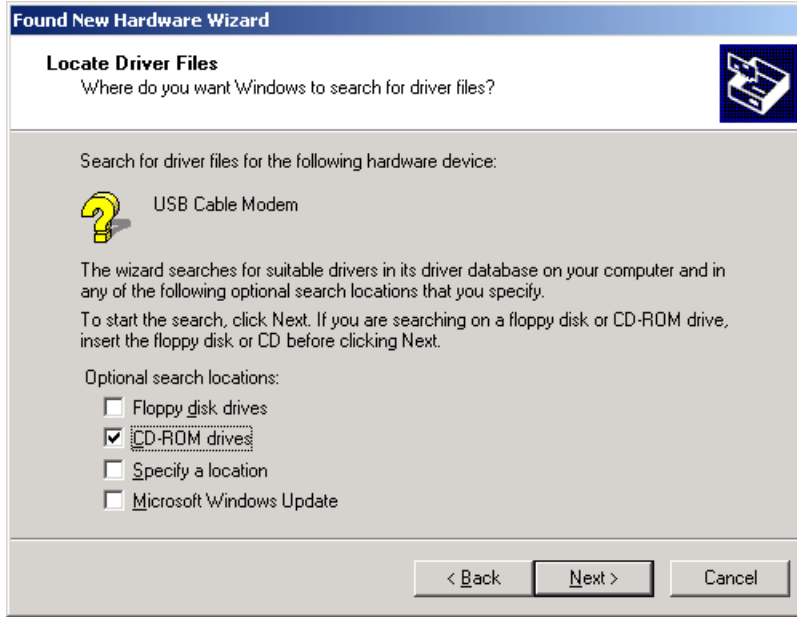 Found New Hardware Wizard
Locate Driver Files
Where do you want Windows to search for driver files?
Search for driver files for the following hardware device:
USB Cable Modem
The wizard searches for suitable drivers in its driver database on your computer and in
any of the following optional search locations that you specify.
To start the search, click Next. If you are searching on a floppy disk or CD-ROM drive,
insert the floppy disk or CD before clicking Next.
Optional search locations:
Floppy disk drives
CD-ROM drives
Specify a location
Microsoft Windows Update
< Back Next > Cancel